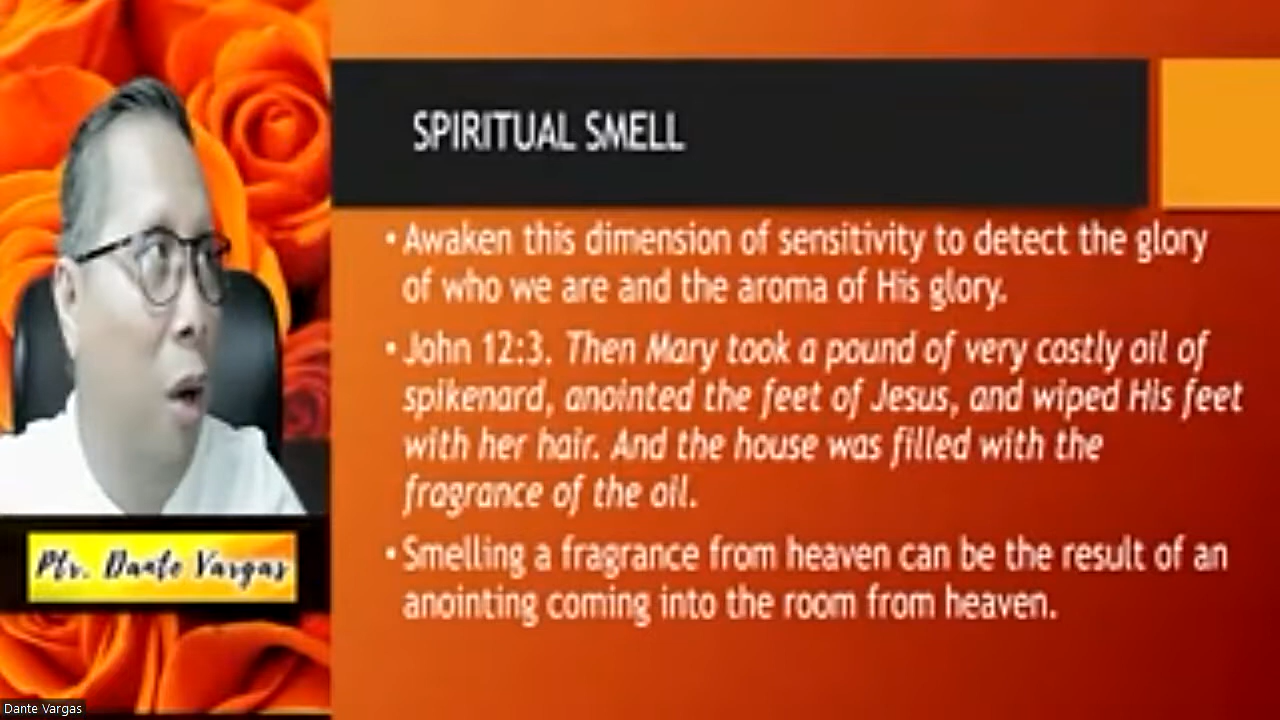 SPIRITUAL SMELL
•Awaken this dimension of sensitivity to detect the glory
of who we are and the aroma of His glory.
•John 12:3. Then Mary took a pound of very costly oil of
spikenard, anointed the feet of Jesus, and wiped His feet
with her hair. And the house was filled with the
fragrance of the oil.
•Smelling a fragrance from heaven can be the result of an
anointing coming into the room from heaven.
Ptr. Dante Vargas
Dante Vargas